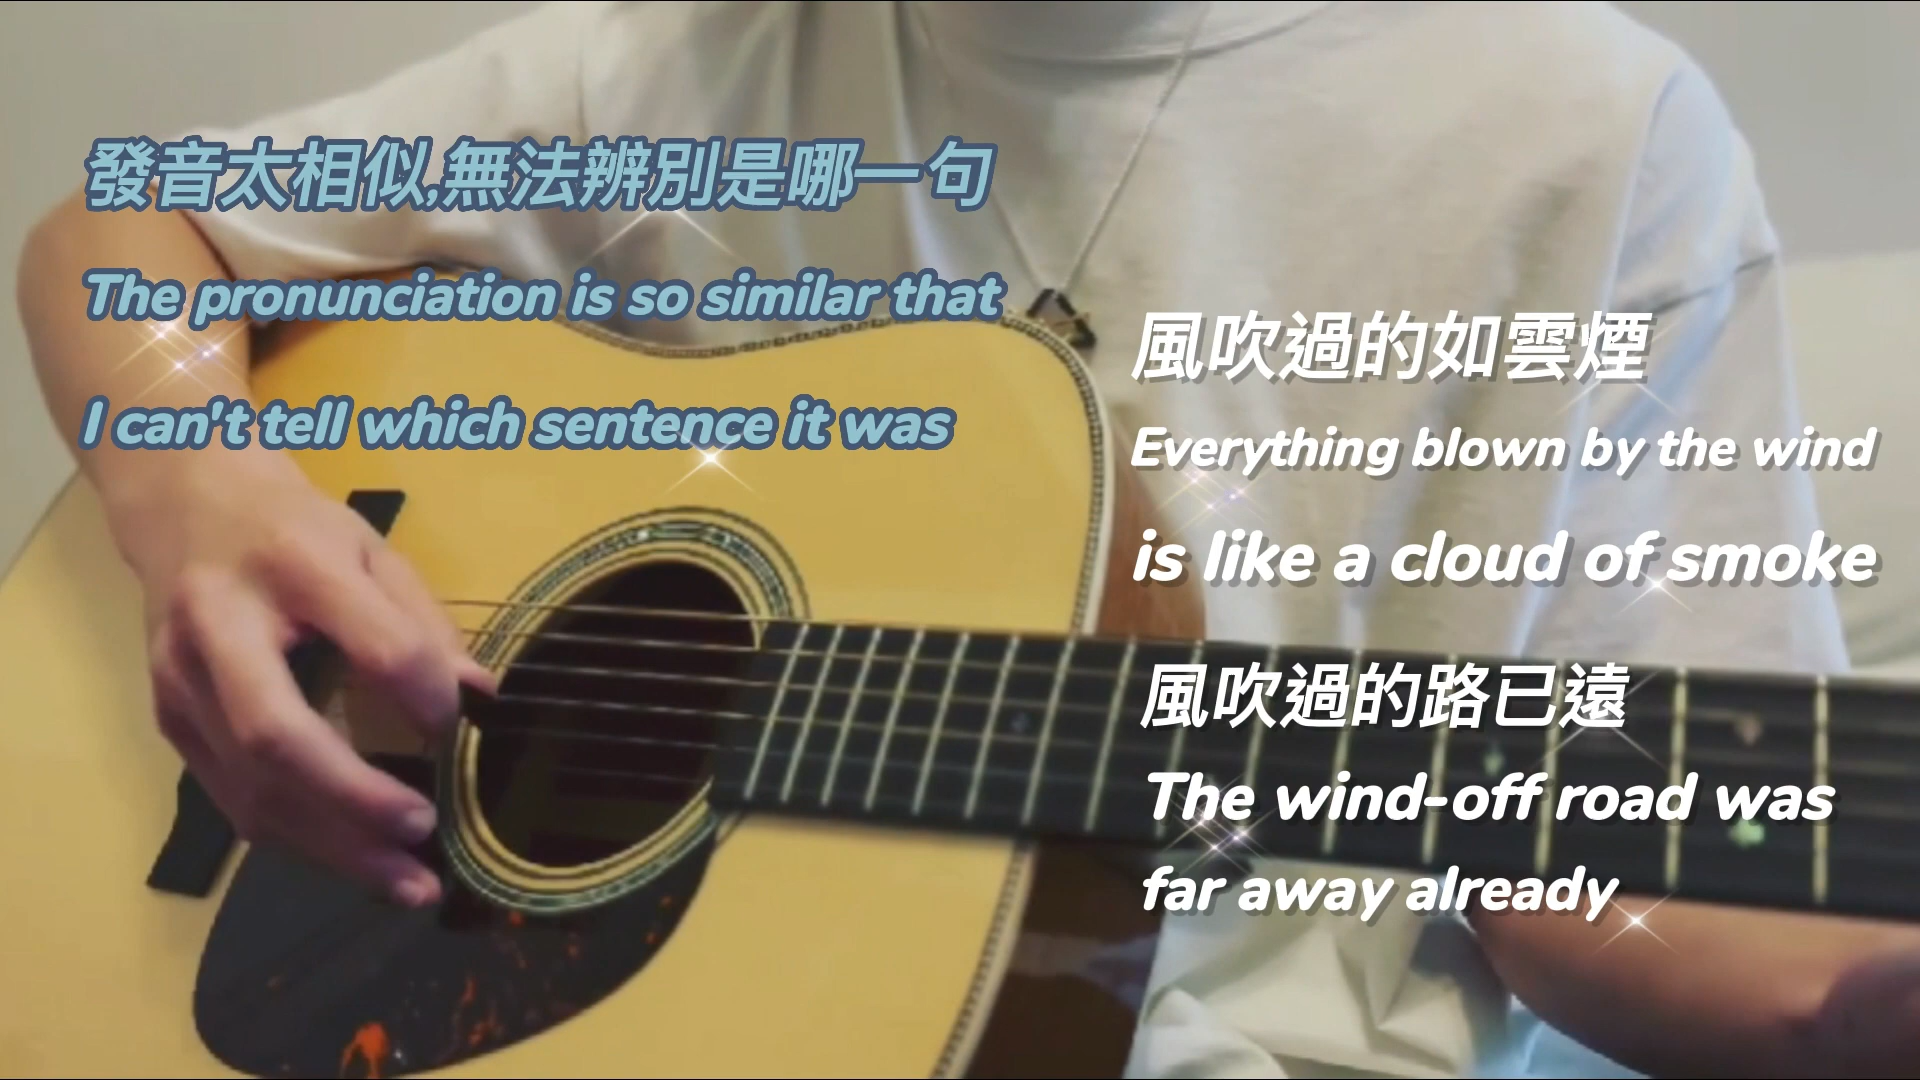 發音太相似,無法辨別是哪一句
The pronunciation is so similar that
I can't tell which sentence it was
風吹過的如雲煙
Everything blown by the wind
is like a cloud of smoke
風吹過的路已遠
The wind-off road was
far away already